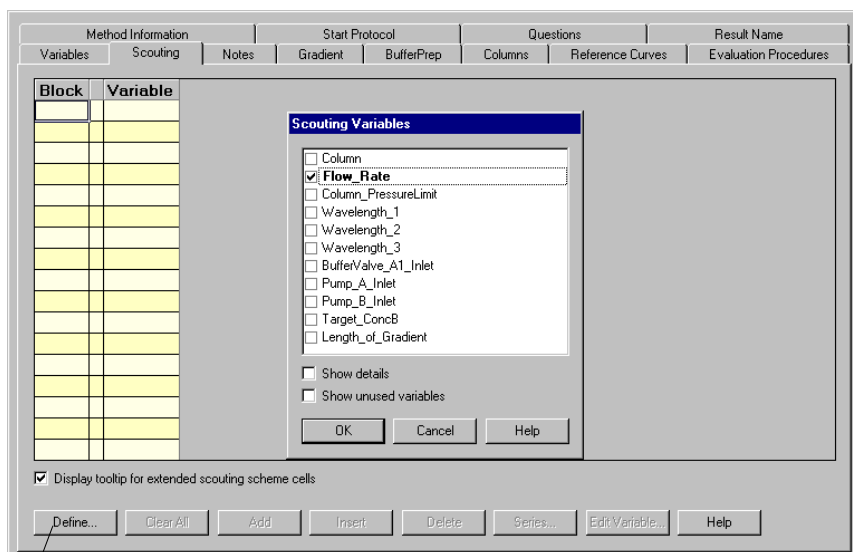 Method Information Start Protocol Questions Result Name
Variables Scouting Notes Gradient BufferPrep Columns Reference Curves Evaluation Procedures
Block Variable
Scouting Variables
Column
Flow_Rate
Column_PressureLimit
Wavelength_1
Wavelength_2
Wavelength_3
BufferValve_A1_Inlet
Pump_A_Inlet
Pump_B_Inlet
Target_ConcB
Length_of_Gradient
Show details
Show unused variables
OK Cancel Help
Display tooltip for extended scouting scheme cells
Define... Clear All Add Insert Delete Series... Edit Variable... Help